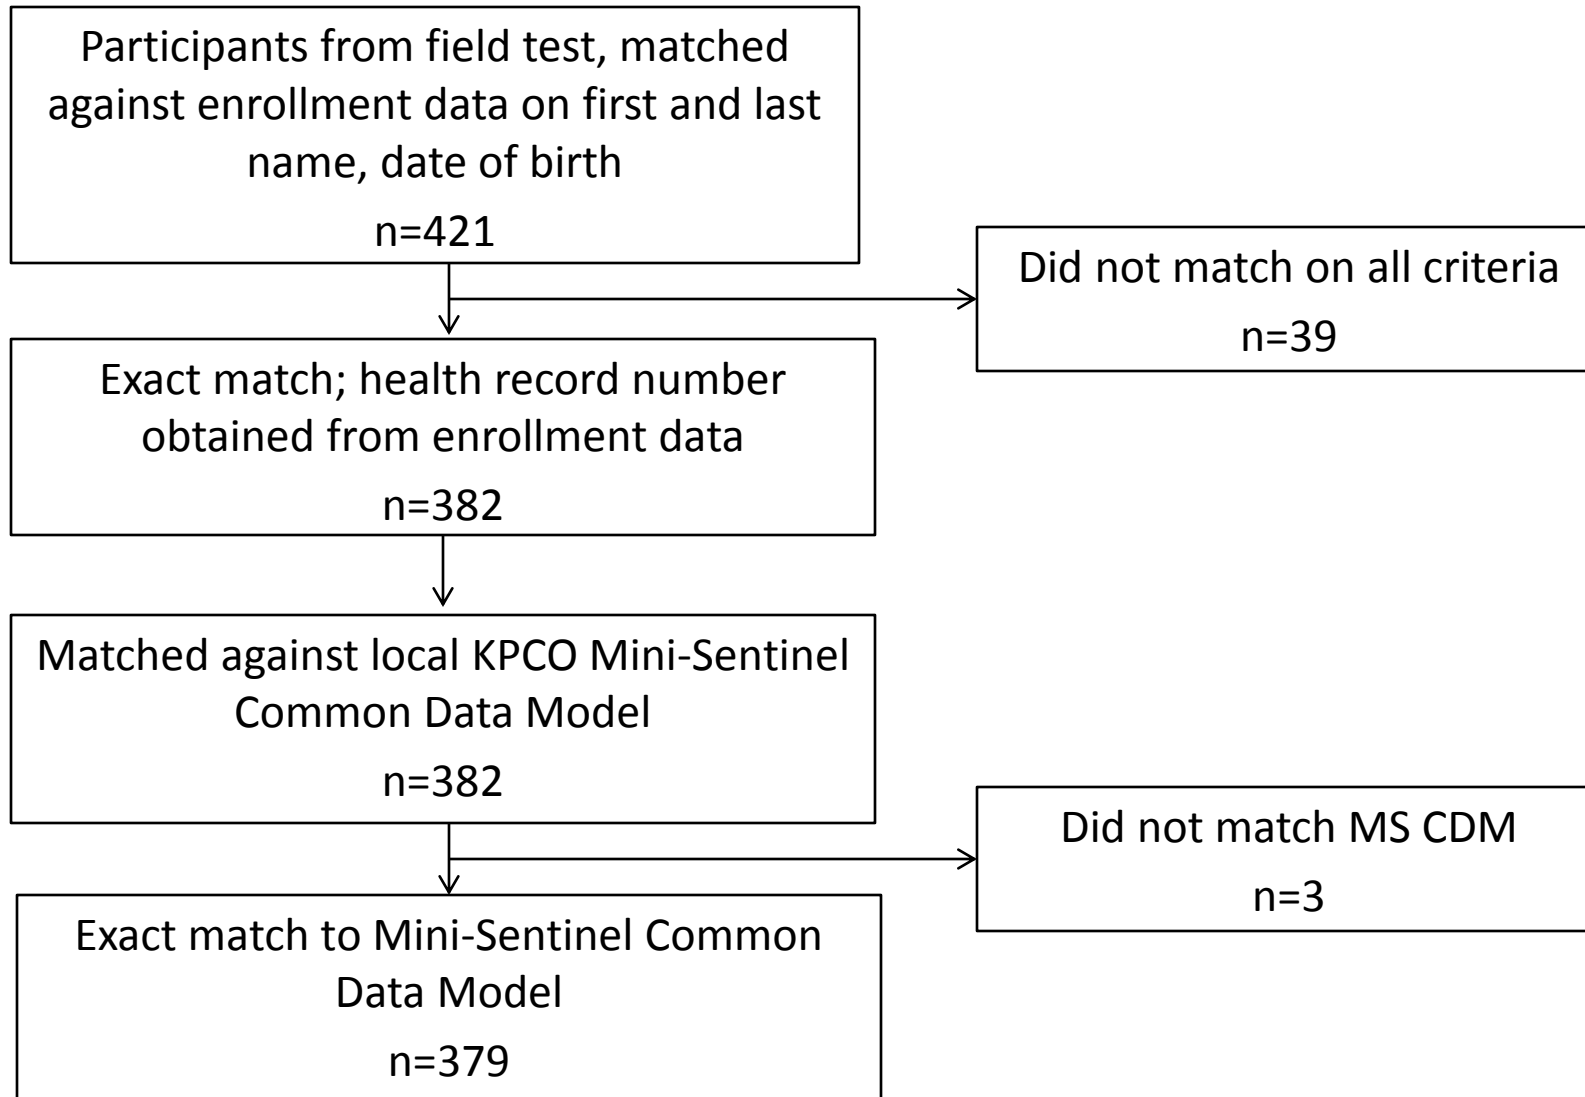 Participants from field test, matched
against enrollment data on first and last
name, date of birth
n=421
Did not match on all criteria
n=39
Exact match; health record number
obtained from enrollment data
n=382
Matched against local KPCO Mini-Sentinel
Common Data Model
n=382
Did not match MS CDM
n=3
Exact match to Mini-Sentinel Common
Data Model
n=379